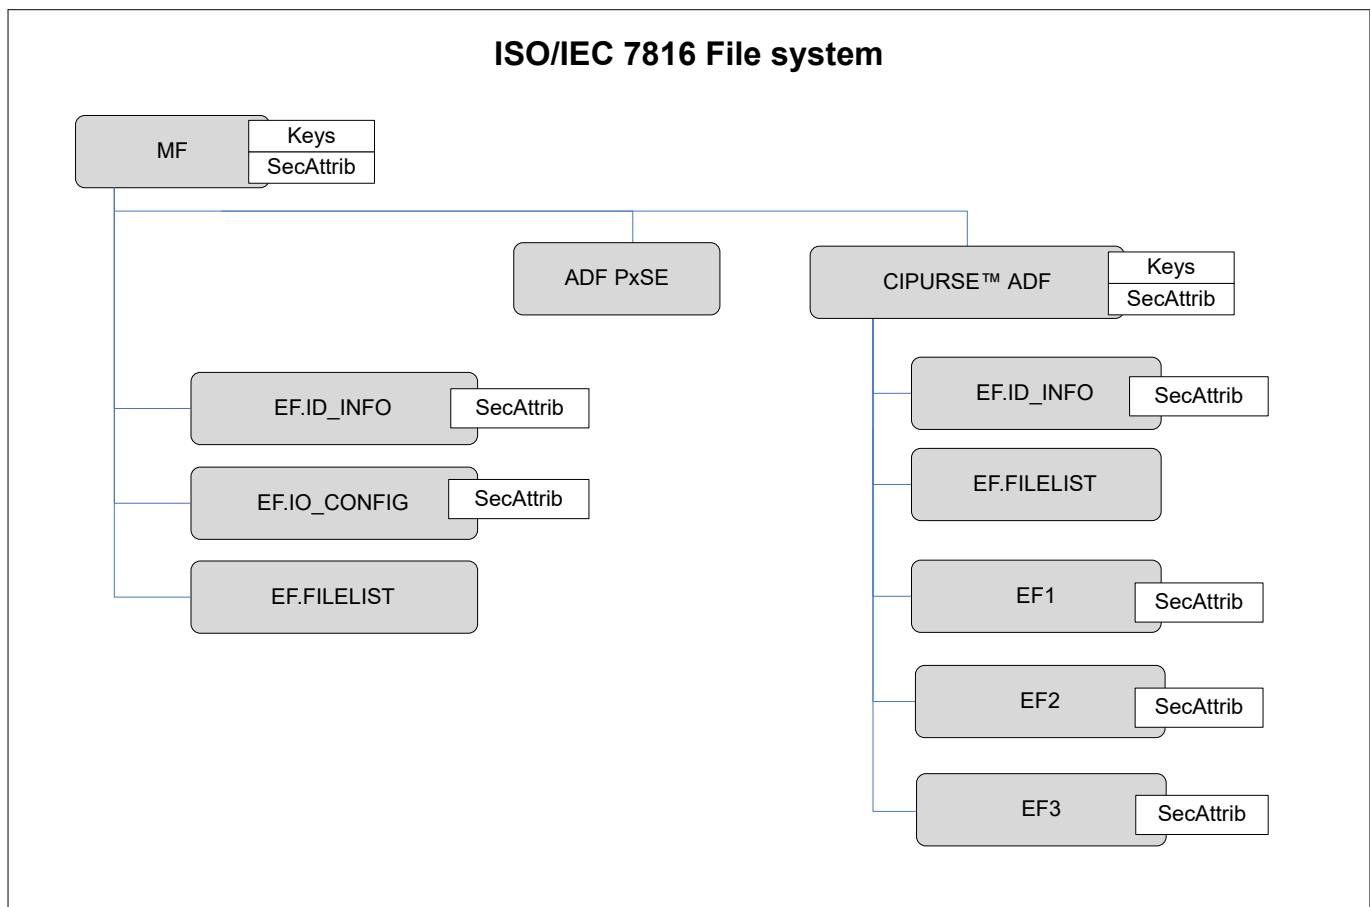 ISO/IEC 7816 File system
MF
Keys
SecAttrib
ADF PxSE
CIPURSE™ ADF
Keys
SecAttrib
EF.ID_INFO
SecAttrib
EF.IO_CONFIG
SecAttrib
EF.FILELIST
EF.ID_INFO
SecAttrib
EF.FILELIST
EF1
SecAttrib
EF2
SecAttrib
EF3
SecAttrib